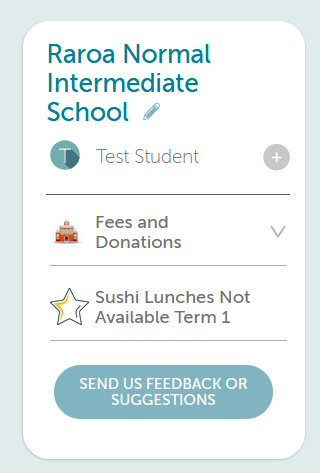 Raroa Normal
Intermediate
School
T
Test Student
+
Fees and
Donations
Sushi Lunches Not
Available Term 1
SEND US FEEDBACK OR
SUGGESTIONS